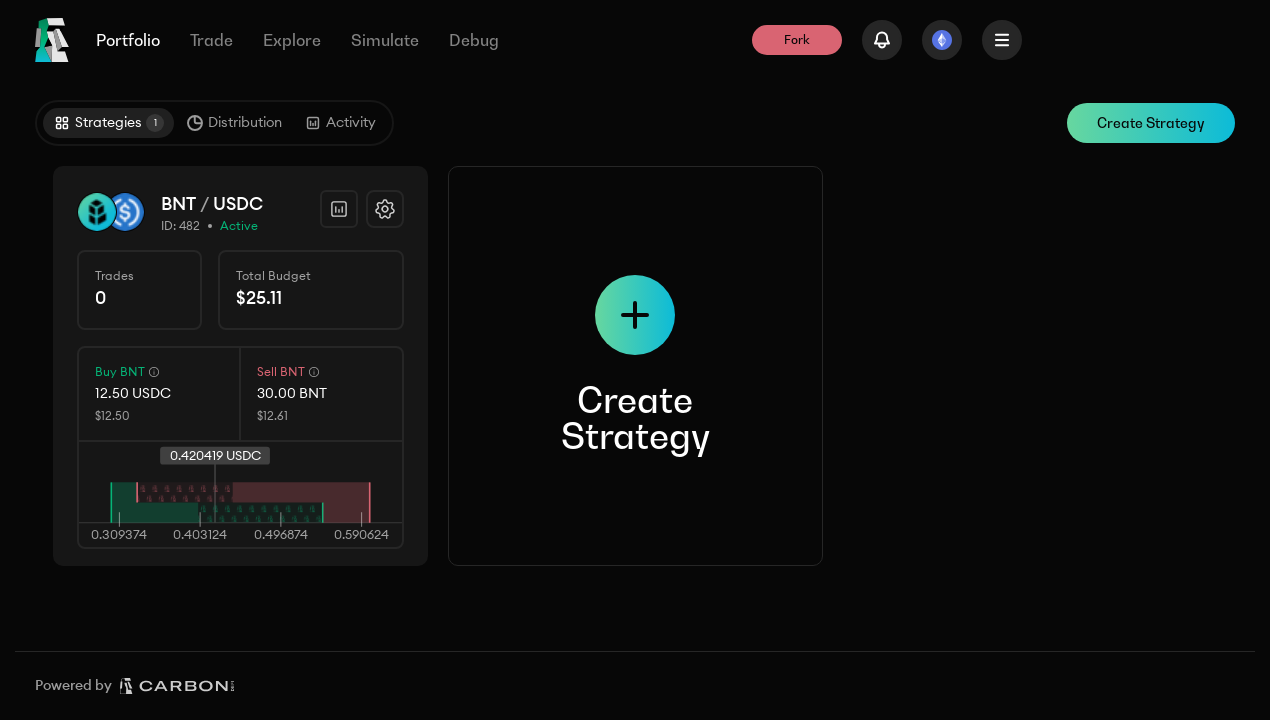 Portfolio
Trade
Explore
Simulate
Debug
Fork
Strategies 1
Distribution
Activity
Create Strategy
BNT / USDC
ID: 482 • Active
Trades
0
Total Budget
$25.11
Buy BNT
12.50 USDC
$12.50
Sell BNT
30.00 BNT
$12.61
0.420419 USDC
0.309374
0.403124
0.496874
0.590624
Create
Strategy
Powered by
CARBON